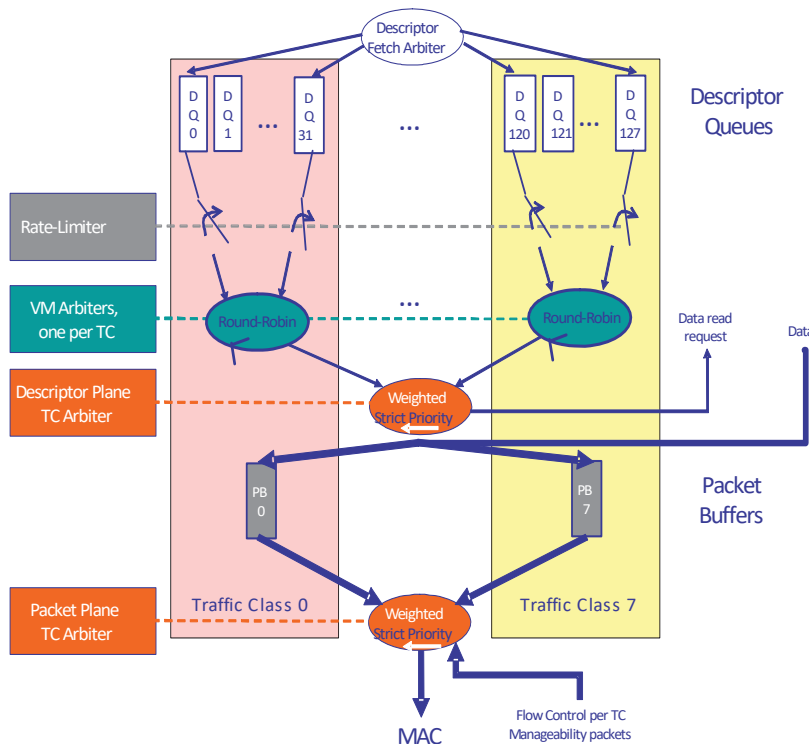 Descriptor
Fetch Arbiter
D
Q
0
D
Q
1
...
D
Q
31
...
D
Q
120
D
Q
121
...
D
Q
127
Descriptor
Queues
Rate-Limiter
VM Arbiters,
one per TC
Round-Robin
...
Round-Robin
Data read
request
Data
Descriptor Plane
TC Arbiter
Weighted
Strict Priority
PB
0
PB
7
Packet
Buffers
Packet Plane
TC Arbiter
Traffic Class 0
Weighted
Strict Priority
Traffic Class 7
MAC
Flow Control per TC
Manageability packets